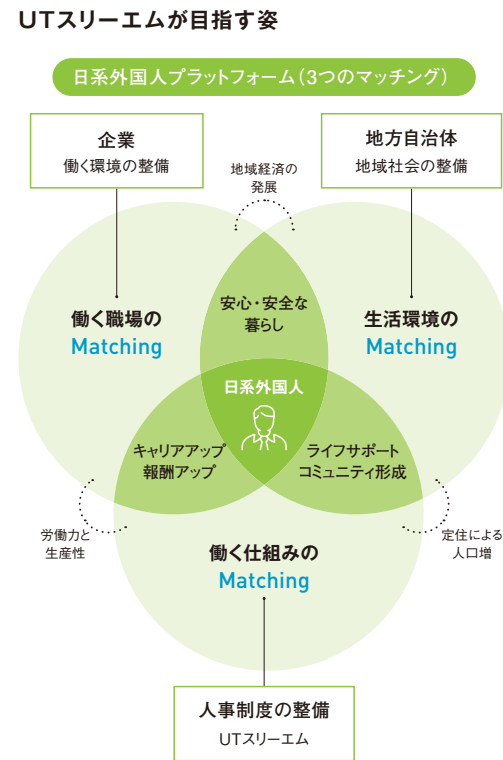 UTスリーエムが目指す姿
日系外国人プラットフォーム（3つのマッチング）
企業
働く環境の整備
地方自治体
地域社会の整備
地域経済の
発展
安心・安全な
暮らし
働く職場の
Matching
生活環境の
Matching
日系外国人
キャリアアップ
報酬アップ
ライフサポート
コミュニティ形成
労働力と
生産性
定住による
人口増
働く仕組みの
Matching
人事制度の整備
UTスリーエム